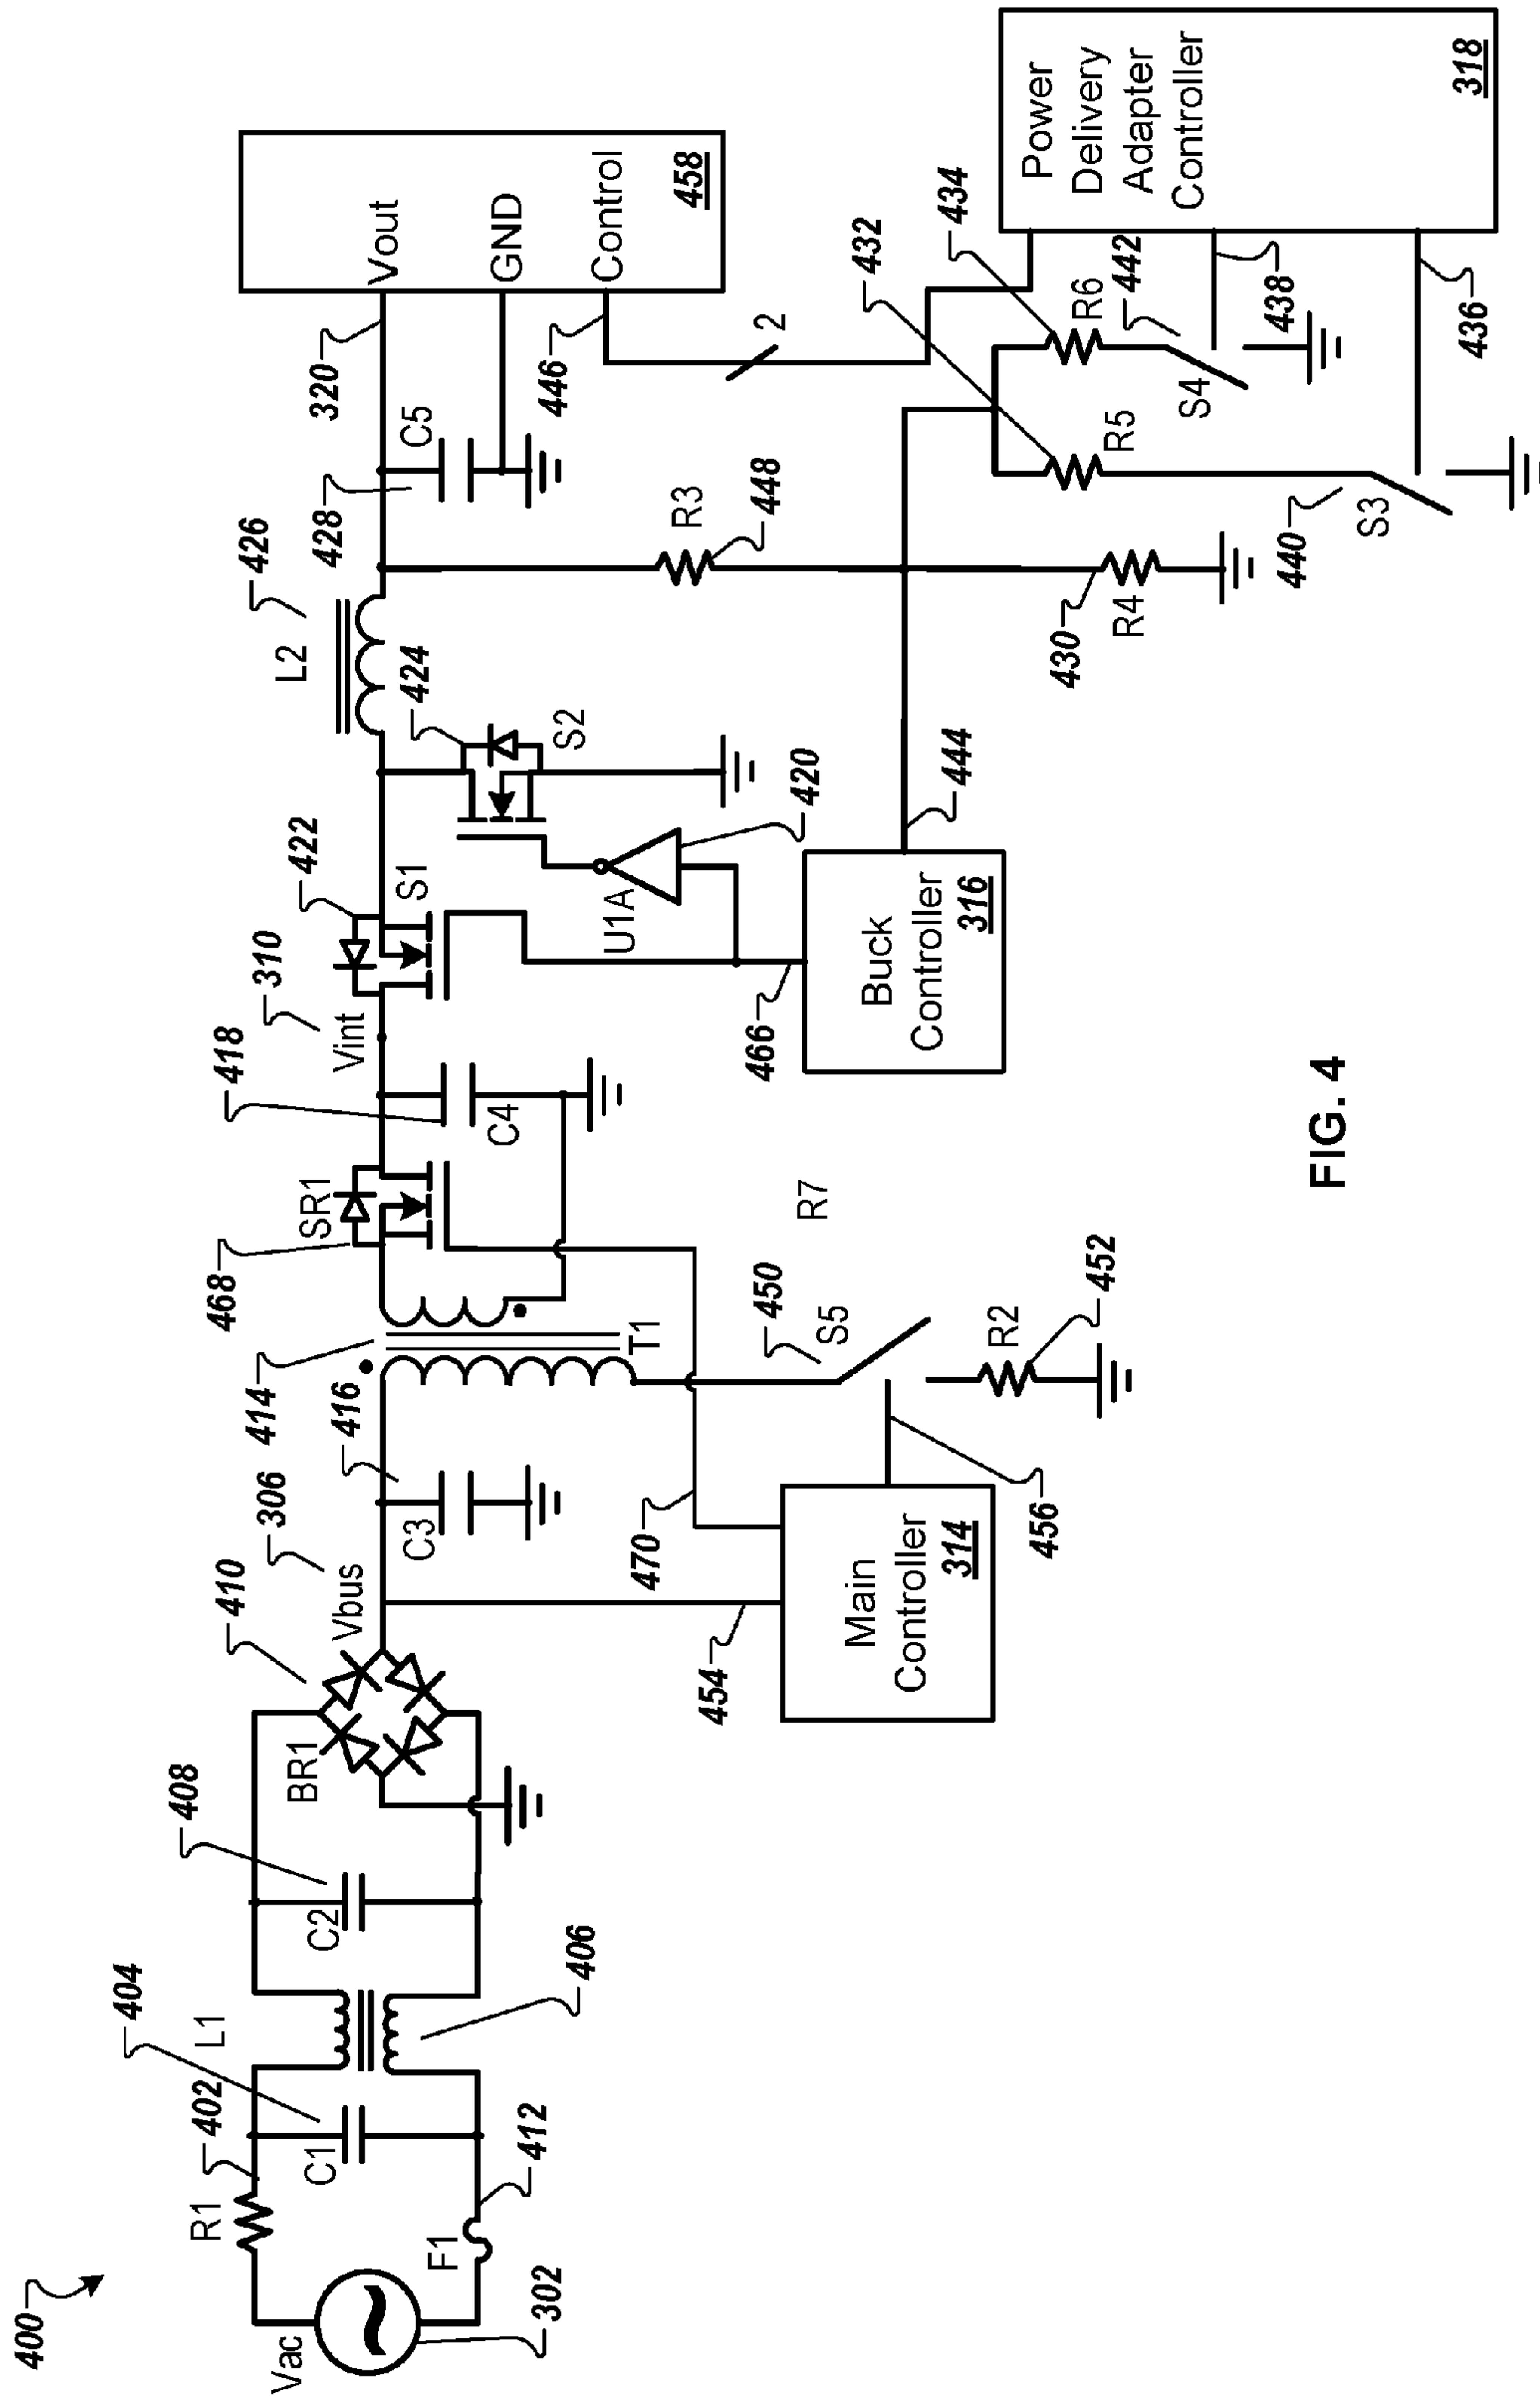 400
Vac
302
R1
402
404
C1
F1
412
L1
406
408
C2
BR1
410
Vbus
306
416
C3
414
T1
454
470
Main
Controller
314
456
450
S5
R2
452
R7
468
SR1
418
C4
Vint
310
422
S1
424
S2
U1A
420
466
Buck
Controller
316
444
L2
426
428
C5
320
R3
448
430
R4
Vout
GND
Control
458
446
2
432
434
R5
R6
442
S4
438
440
S3
436
Power
Delivery
Adapter
Controller
318
FIG. 4